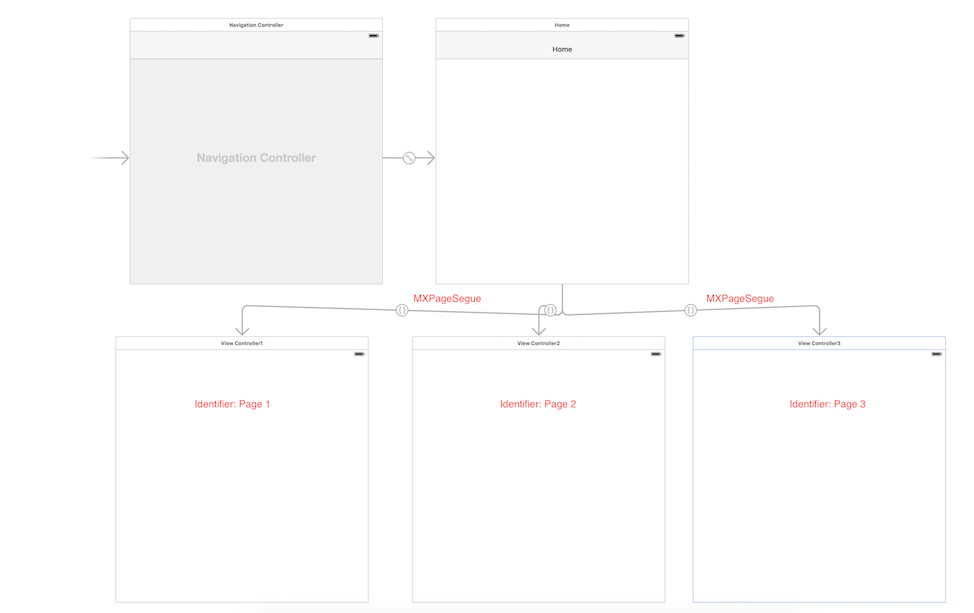 Navigation Controller
Home
Home
Navigation Controller
MXPageSegue
MXPageSegue
{}
{}
{}
View Controller1
View Controller2
View Controller3
Identifier: Page 1
Identifier: Page 2
Identifier: Page 3